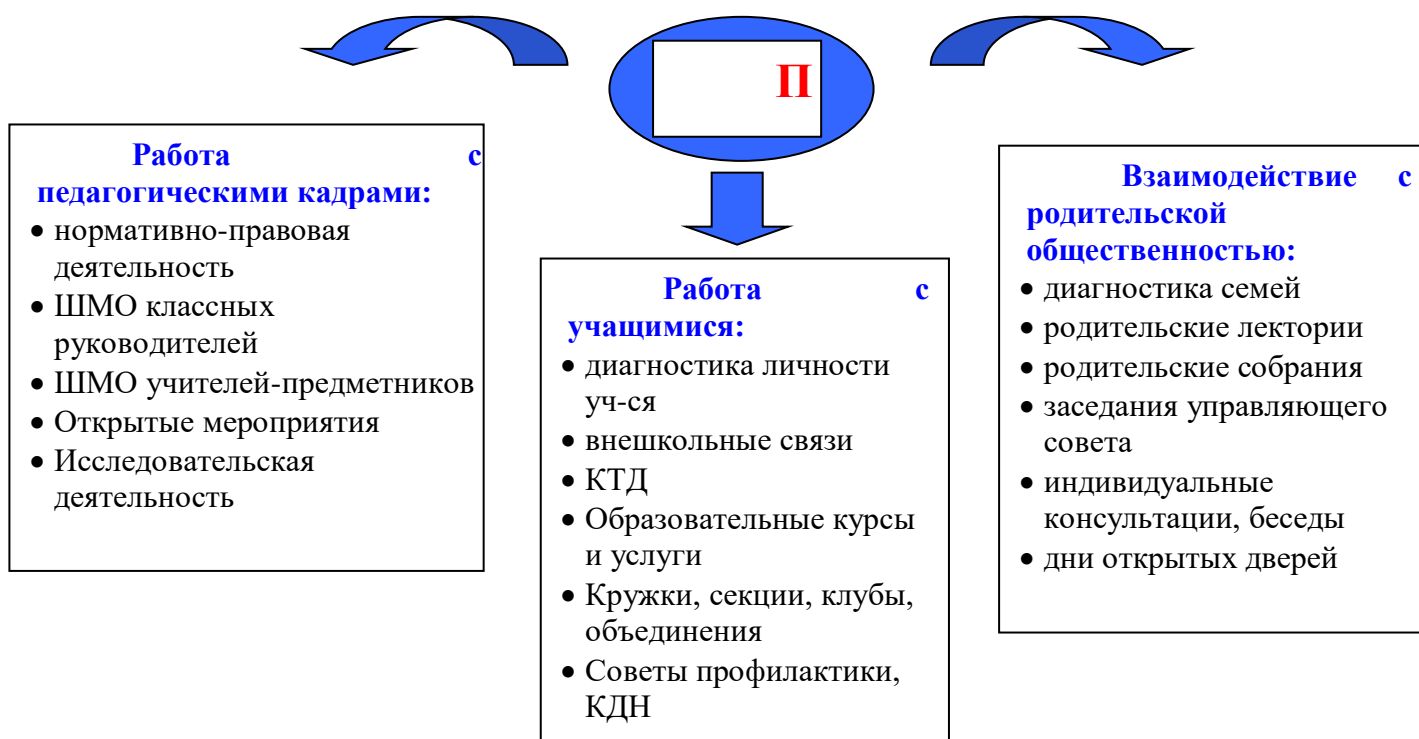 П
Работа с
педагогическими кадрами:
• нормативно-правовая
деятельность
• ШМО классных
руководителей
• ШМО учителей-предметников
• Открытые мероприятия
• Исследовательская
деятельность
Работа с
учащимися:
• диагностика личности
уч-ся
• внешкольные связи
• КТД
• Образовательные курсы
и услуги
• Кружки, секции, клубы,
объединения
• Советы профилактики,
КДН
Взаимодействие с
родительской
общественностью:
• диагностика семей
• родительские лектории
• родительские собрания
• заседания управляющего
совета
• индивидуальные
консультации, беседы
• дни открытых дверей